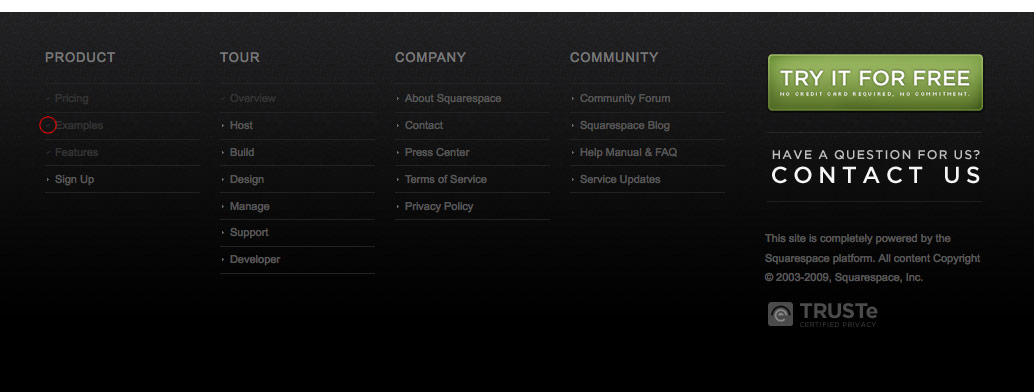 PRODUCT
Pricing
Examples
Features
Sign Up
TOUR
Overview
Host
Build
Design
Manage
Support
Developer
COMPANY
About Squarespace
Contact
Press Center
Terms of Service
Privacy Policy
COMMUNITY
Community Forum
Squarespace Blog
Help Manual & FAQ
Service Updates
TRY IT FOR FREE
NO CREDIT CARD REQUIRED, NO COMMITMENT.
HAVE A QUESTION FOR US?
CONTACT US
This site is completely powered by the
Squarespace platform. All content Copyright
© 2003-2009, Squarespace, Inc.
TRUSTe
CERTIFIED PRIVACY